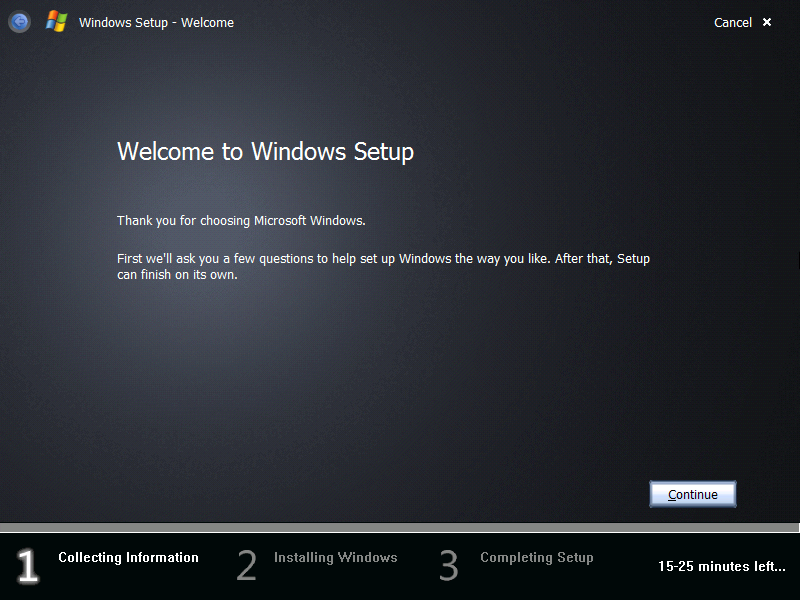 Windows Setup - Welcome
Cancel
Welcome to Windows Setup
Thank you for choosing Microsoft Windows.
First we'll ask you a few questions to help set up Windows the way you like. After that, Setup
can finish on its own.
Continue
1 Collecting Information
2 Installing Windows
3 Completing Setup
15-25 minutes left...